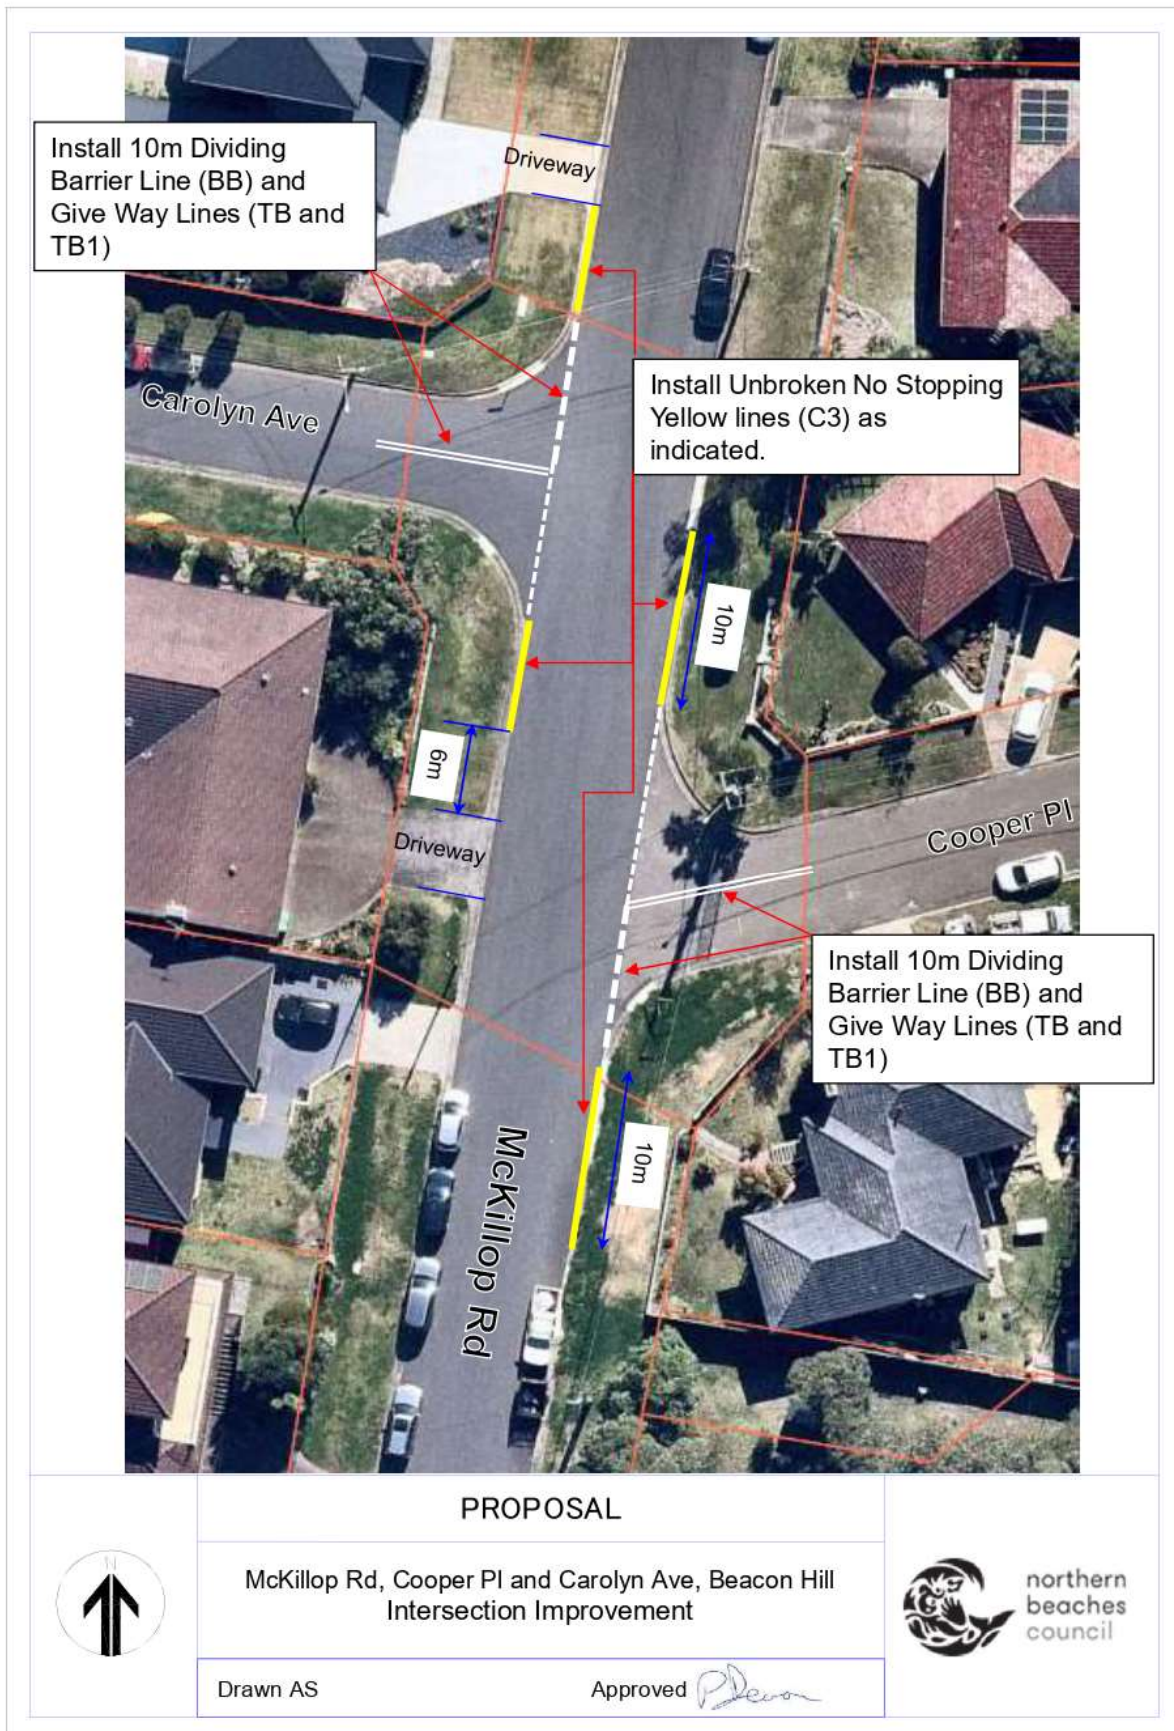 Install 10m Dividing
Barrier Line (BB) and
Give Way Lines (TB and
TB1)
Driveway
Carolyn Ave
Install Unbroken No Stopping
Yellow lines (C3) as
indicated.
10m
6m
Driveway
Cooper Pl
Install 10m Dividing
Barrier Line (BB) and
Give Way Lines (TB and
TB1)
10m
McKillop Rd
PROPOSAL
McKillop Rd, Cooper Pl and Carolyn Ave, Beacon Hill
Intersection Improvement
N
northern
beaches
council
Drawn AS
Approved